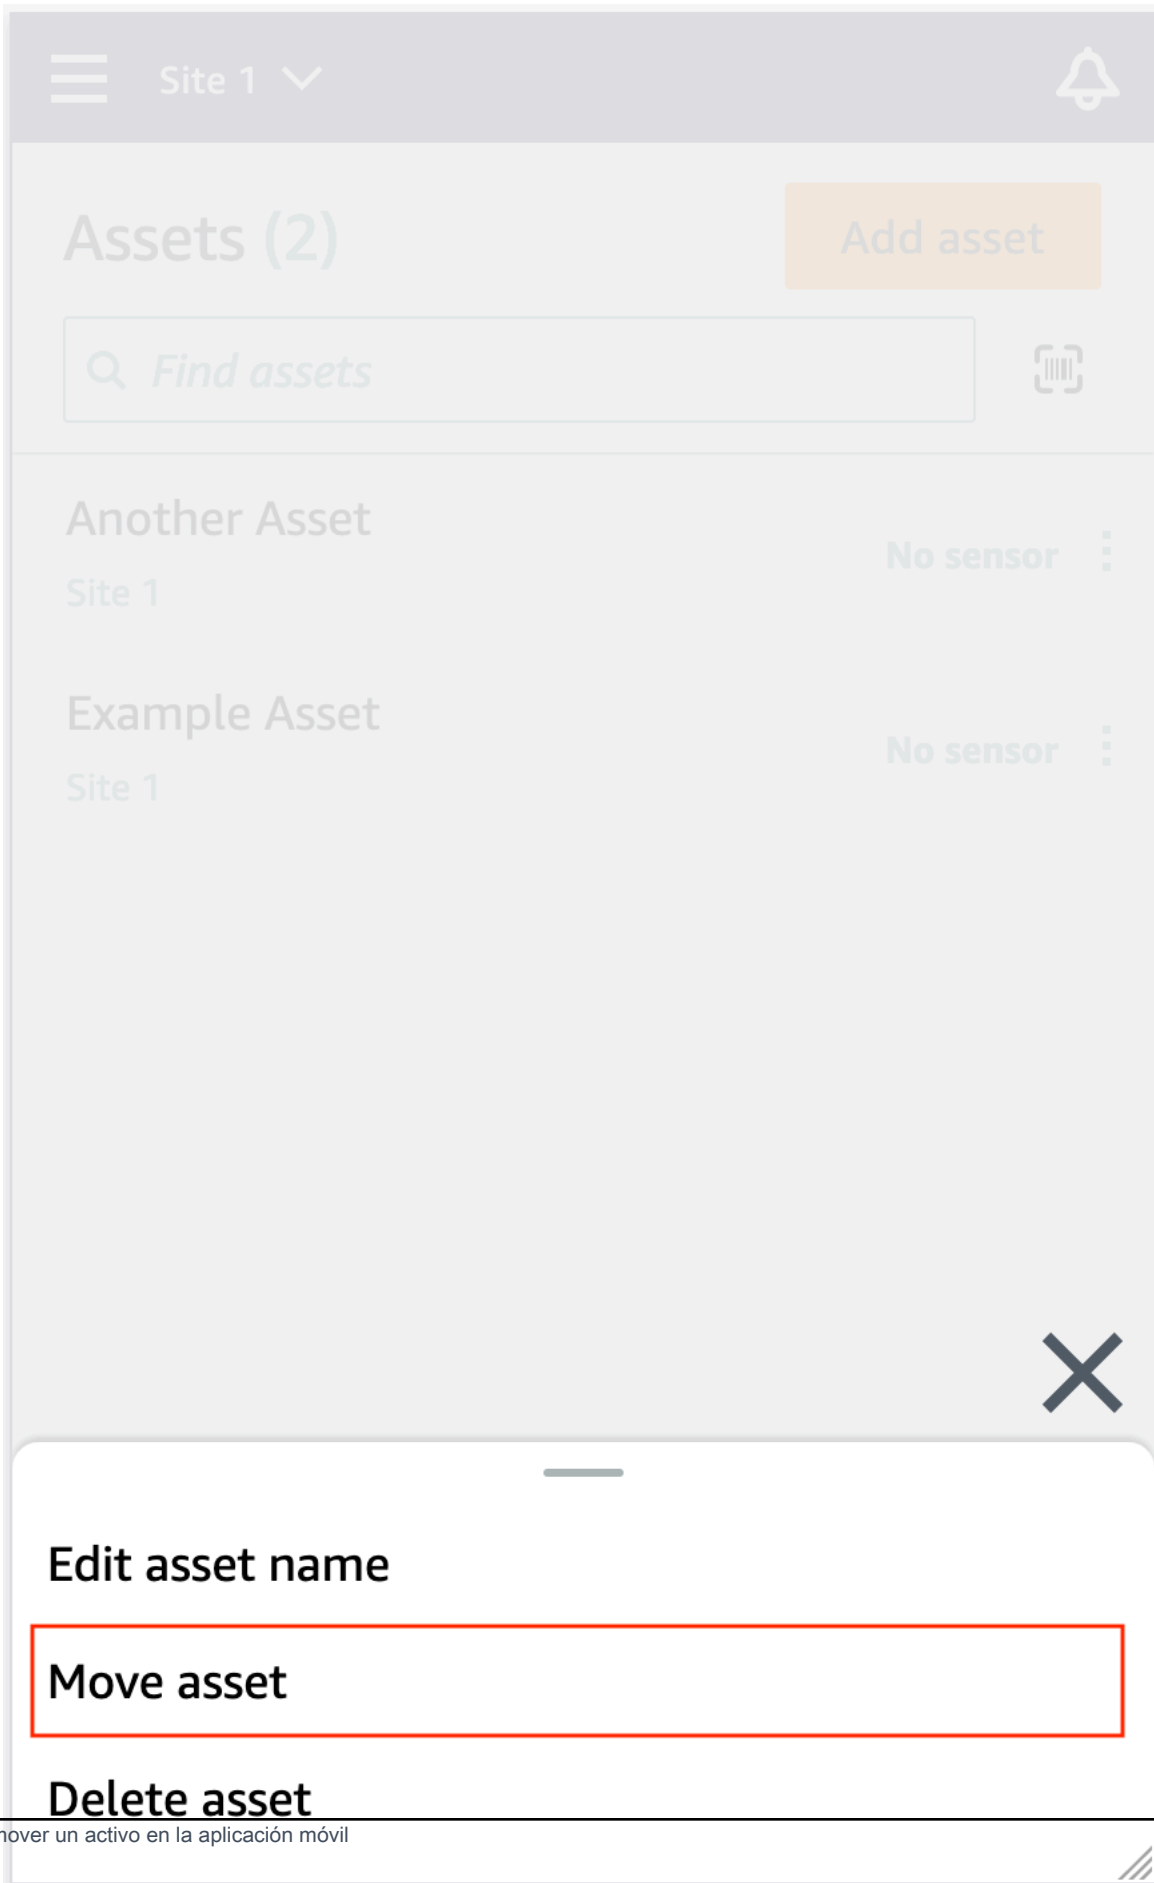 Site 1
Assets (2)
Add asset
Find assets
Another Asset
No sensor
Site 1
Example Asset
No sensor
Site 1
Edit asset name
Move asset
Delete asset
un activo en la aplicación móvil